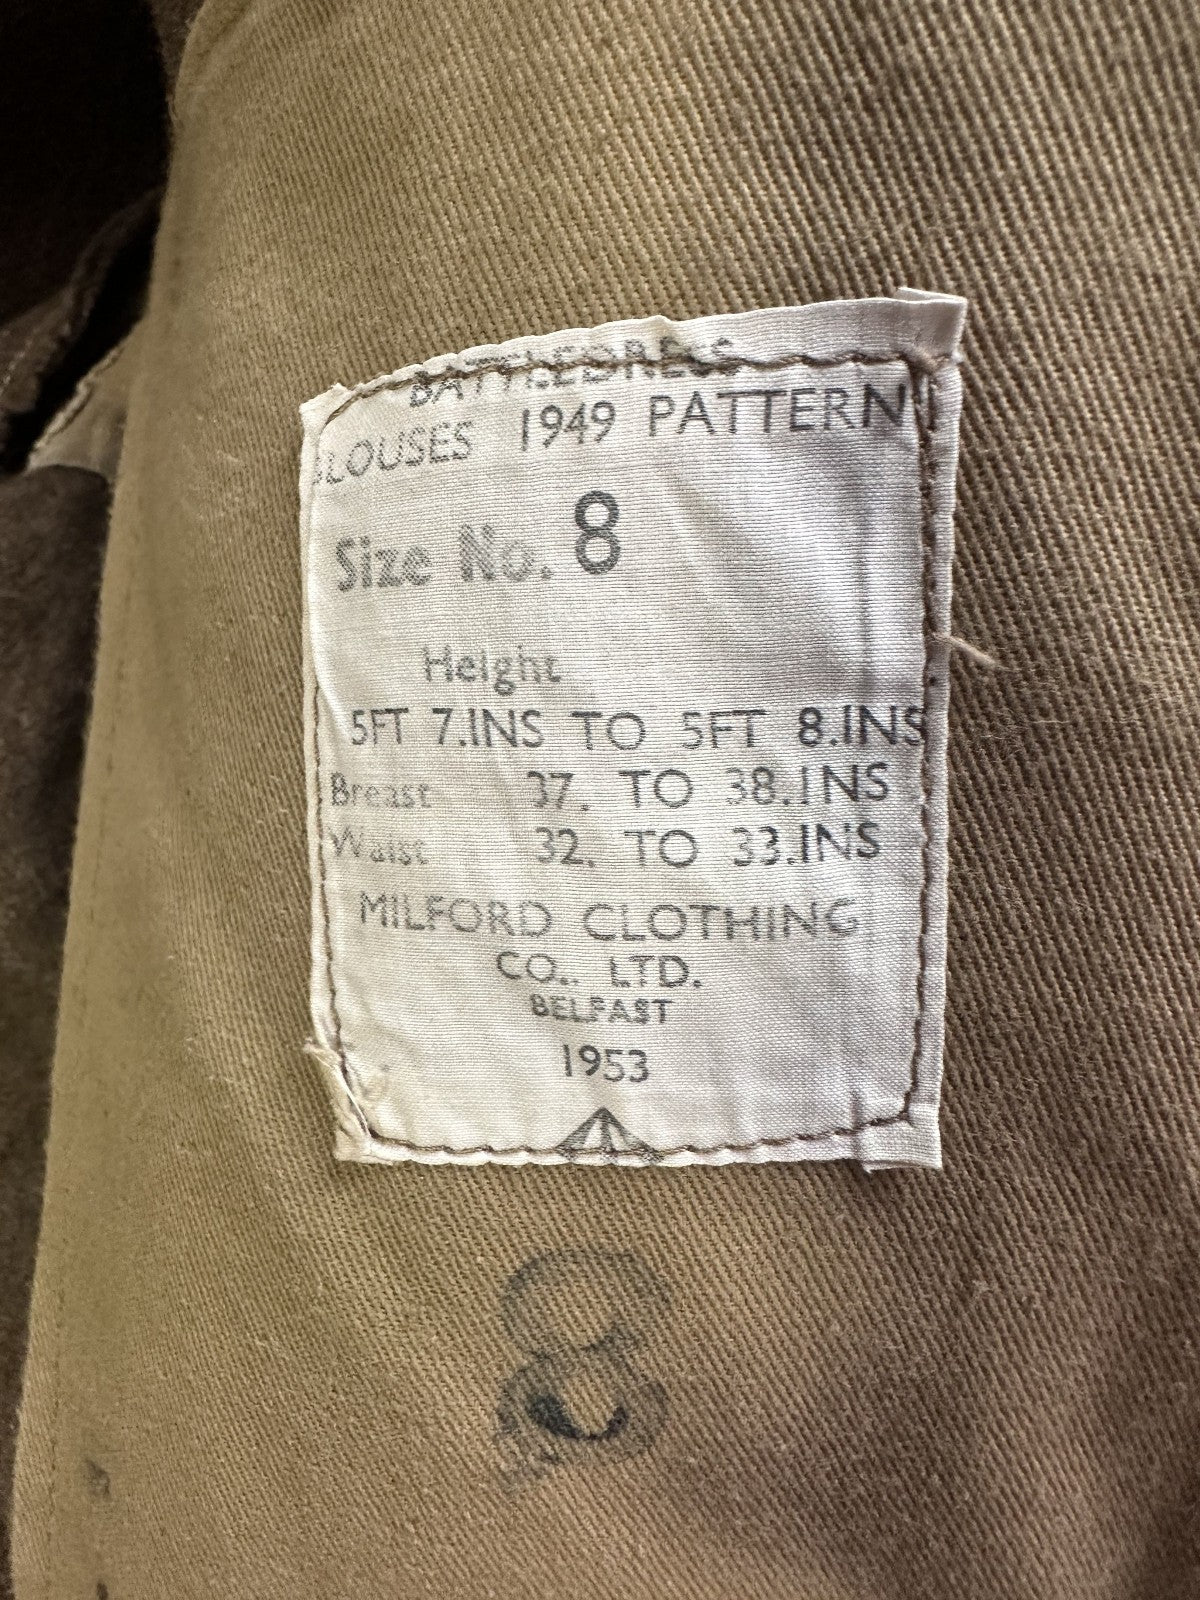 BATTLEDRESS
BLOUSES 1949 PATTERN
Size No. 8
Height
5FT 7.INS TO 5FT 8.INS
Breast 37. TO 38.INS
Waist 32. TO 33.INS
MILFORD CLOTHING
CO., LTD.
BELFAST
1953
8